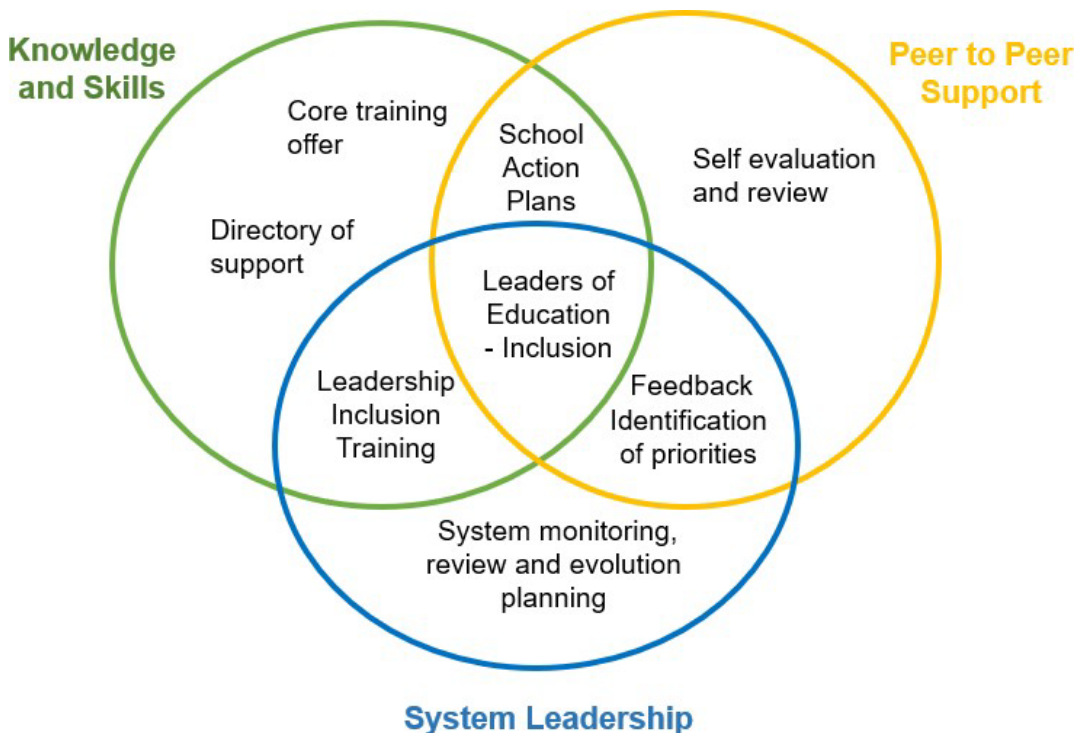 Knowledge
and Skills
Peer to Peer
Support
Core training
offer
School
Action
Plans
Self evaluation
and review
Directory of
support
Leaders of
Education
- Inclusion
Leadership
Inclusion
Training
Feedback
Identification
of priorities
System monitoring,
review and evolution
planning
System Leadership